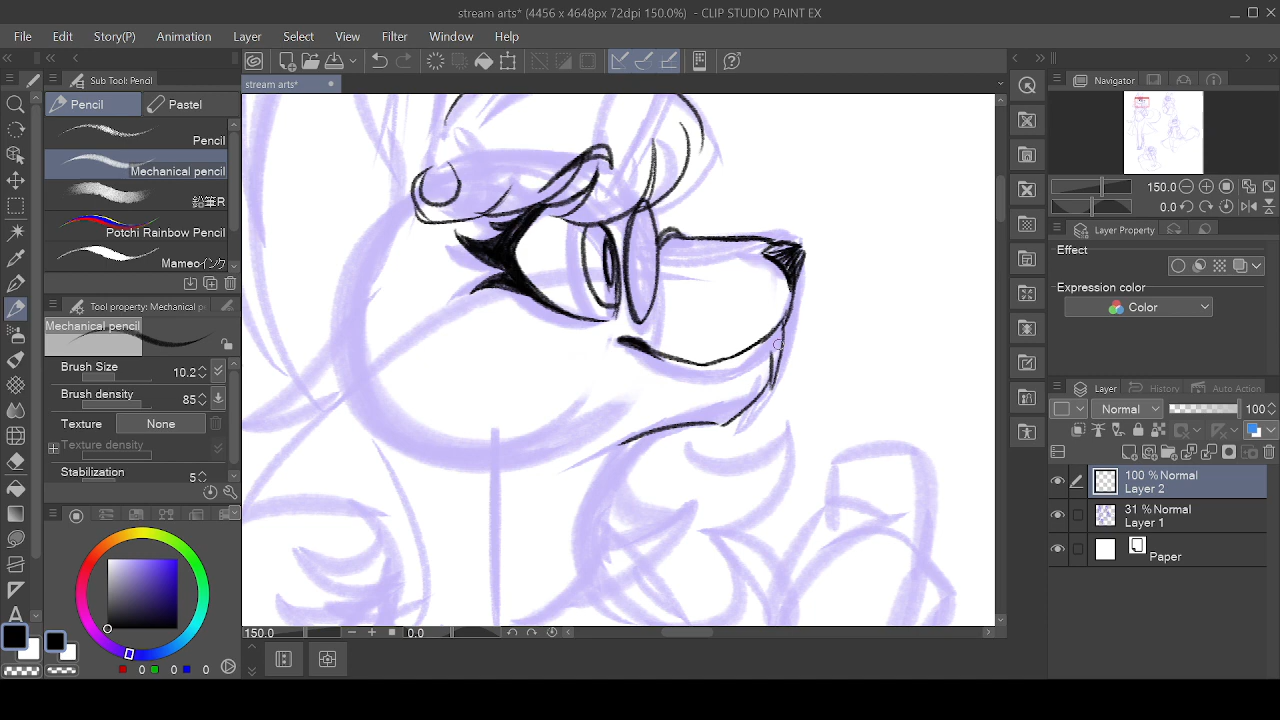 stream arts* (4456 x 4648px 72dpi 150.0%)  - CLIP STUDIO PAINT EX
File Edit Story(P) Animation Layer Select View Filter Window Help
Sub Tool: Pencil
stream arts*
Navigator
Pencil Pastel
Pencil
Mechanical pencil
鉛筆R
Potchi Rainbow Pencil
150.0
0.0
Layer Property
Effect
Tool property: Mechanical p
Expression color
Color
Mechanical pencil
Brush Size 10.2
Brush density 85
Texture None
Texture density
Stabilization 5
Layer History Auto Action
Normal 100
100 % Normal
Layer 2
31 % Normal
Layer 1
Paper
A
150.0 0.0
0 0 0